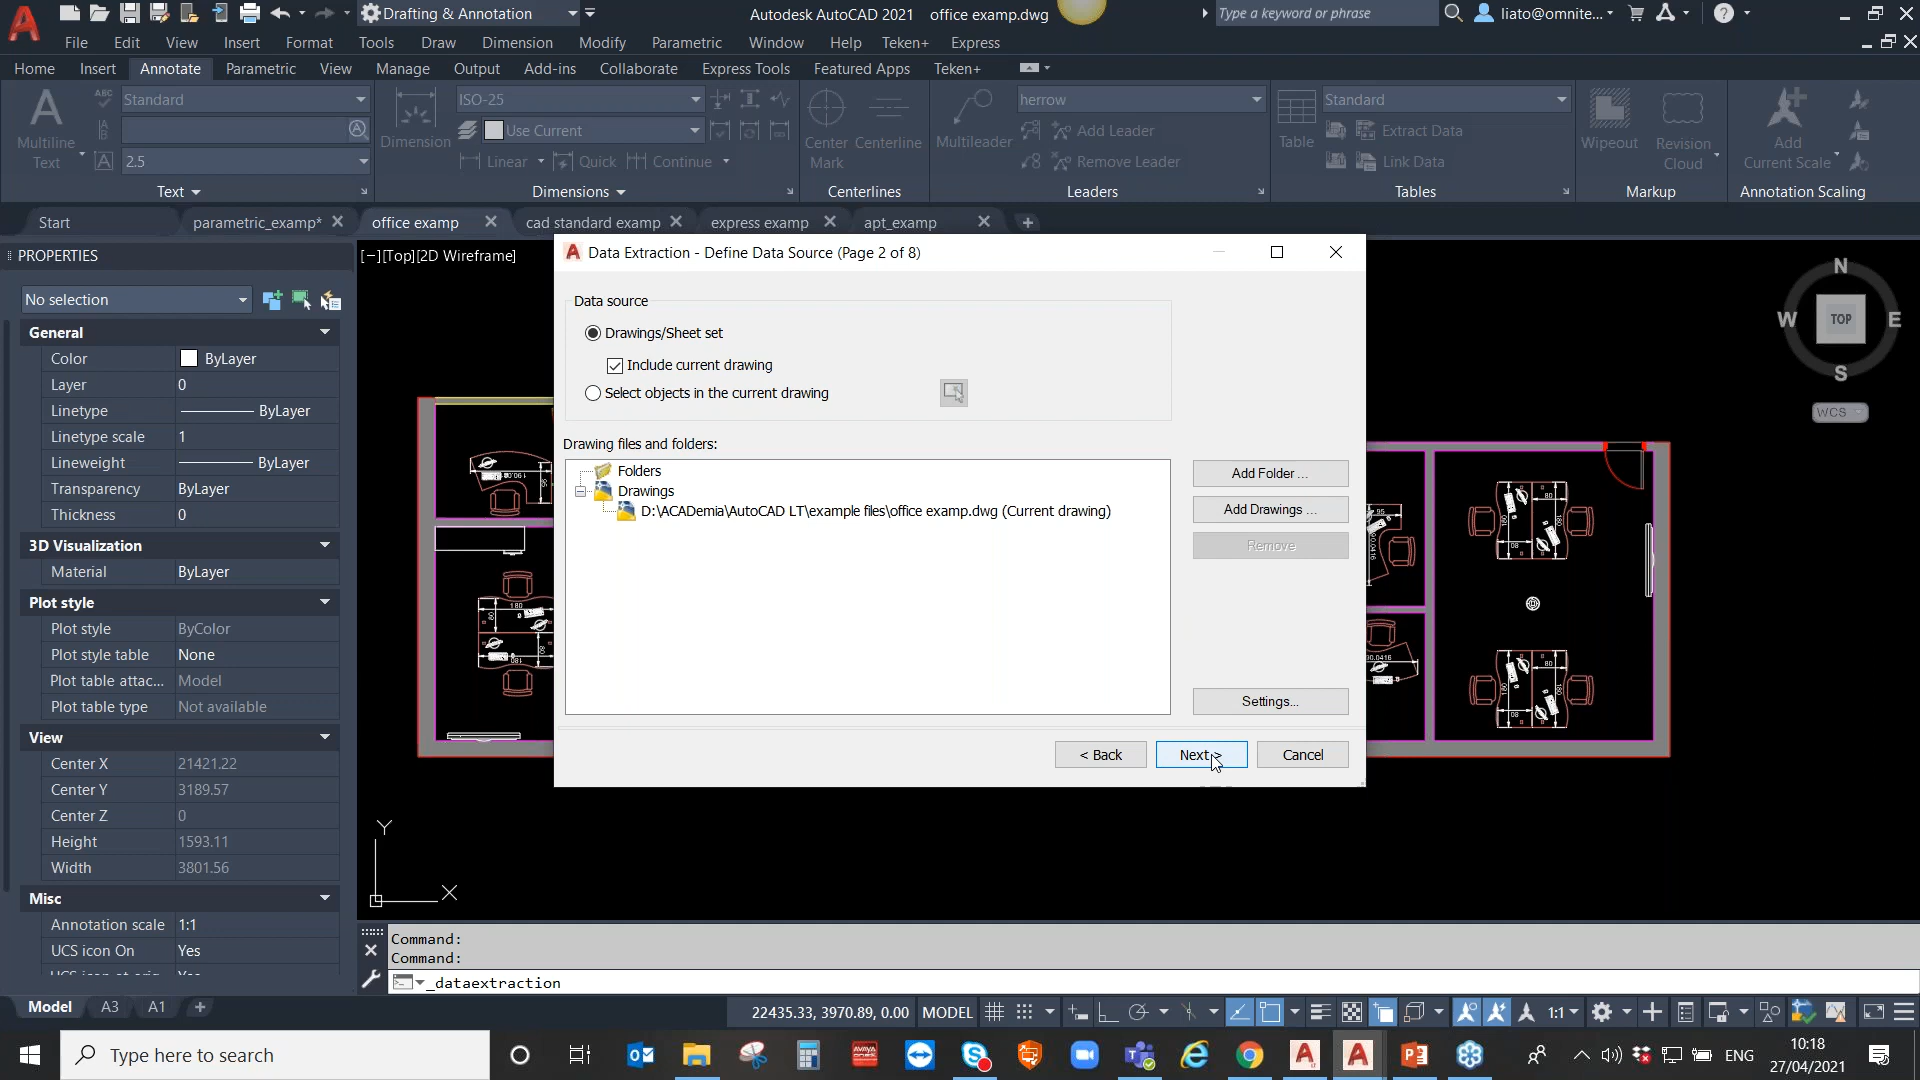 Drafting & Annotation
Autodesk AutoCAD 2021 office examp.dwg
Type a keyword or phrase
liato@omnite...
File Edit View Insert Format Tools Draw Dimension Modify Parametric Window Help Teken+ Express
Home Insert Annotate Parametric View Manage Output Add-ins Collaborate Express Tools Featured Apps Teken+
Multiline
Text
ABC
Standard
2.5
Text
Dimension
ISO-25
Use Current
Linear Quick Continue
Dimensions
Center
Mark
Centerline
Centerlines
Multileader
herrow
Add Leader
Remove Leader
Leaders
Table
Standard
Extract Data
Link Data
Tables
Wipeout
Revision
Cloud
Markup
Add
Current Scale
Annotation Scaling
Start parametric_examp* office examp cad standard examp express examp apt_examp
PROPERTIES
No selection
General
Color ByLayer
Layer 0
Linetype ByLayer
Linetype scale 1
Lineweight ByLayer
Transparency ByLayer
Thickness 0
3D Visualization
Material ByLayer
Plot style
Plot style ByColor
Plot style table None
Plot table attac... Model
Plot table type Not available
View
Center X 21421.22
Center Y 3189.57
Center Z 0
Height 1593.11
Width 3801.56
Misc
Annotation scale 1:1
UCS icon On Yes
[−][Top][2D Wireframe]
Data Extraction - Define Data Source (Page 2 of 8)
Data source
Drawings/Sheet set
Include current drawing
Select objects in the current drawing
Drawing files and folders:
Folders
Drawings
D:\ACADemia\AutoCAD LT\example files\office examp.dwg (Current drawing)
Add Folder ...
Add Drawings ...
Remove
Settings...
< Back
Next >
Cancel
N
W TOP E
S
WCS
Y
X
Command:
Command:
_dataextraction
Model A3 A1
22435.33, 3970.89, 0.00 MODEL
1:1
Type here to search
ENG
10:18
27/04/2021